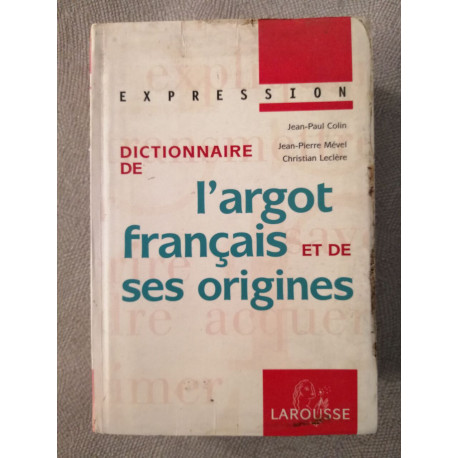 EXPRESSION
Jean-Paul Colin
Jean-Pierre Mével
Christian Leclère
DICTIONNAIRE
DE
l'argot
français ET DE
ses origines
LAROUSSE